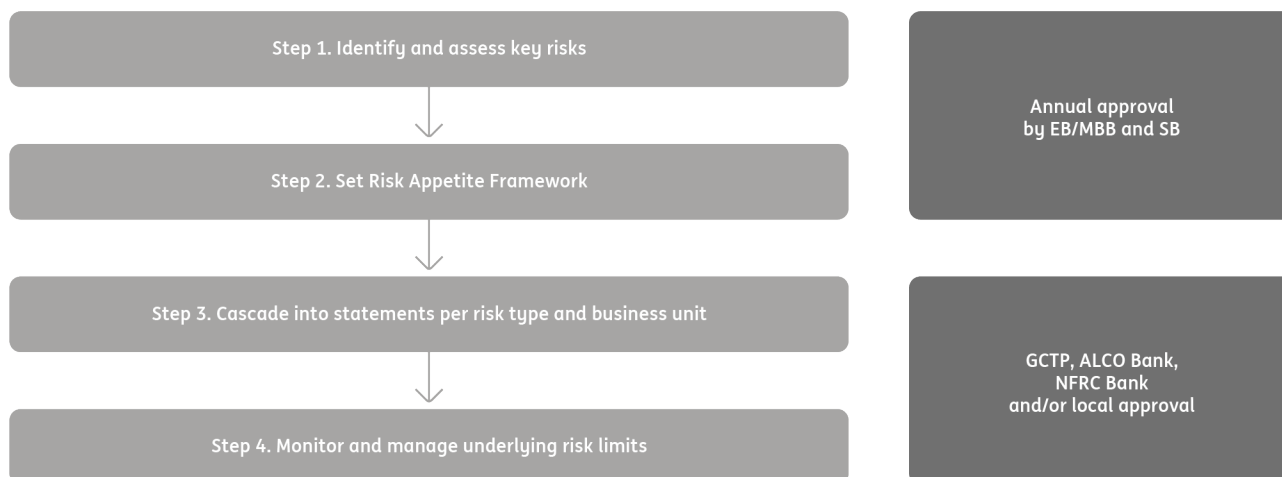 Step 1. Identify and assess key risks
Annual approval
by EB/MBB and SB
Step 2. Set Risk Appetite Framework
Step 3. Cascade into statements per risk type and business unit
GCTP, ALCO Bank,
NFRC Bank
and/or local approval
Step 4. Monitor and manage underlying risk limits